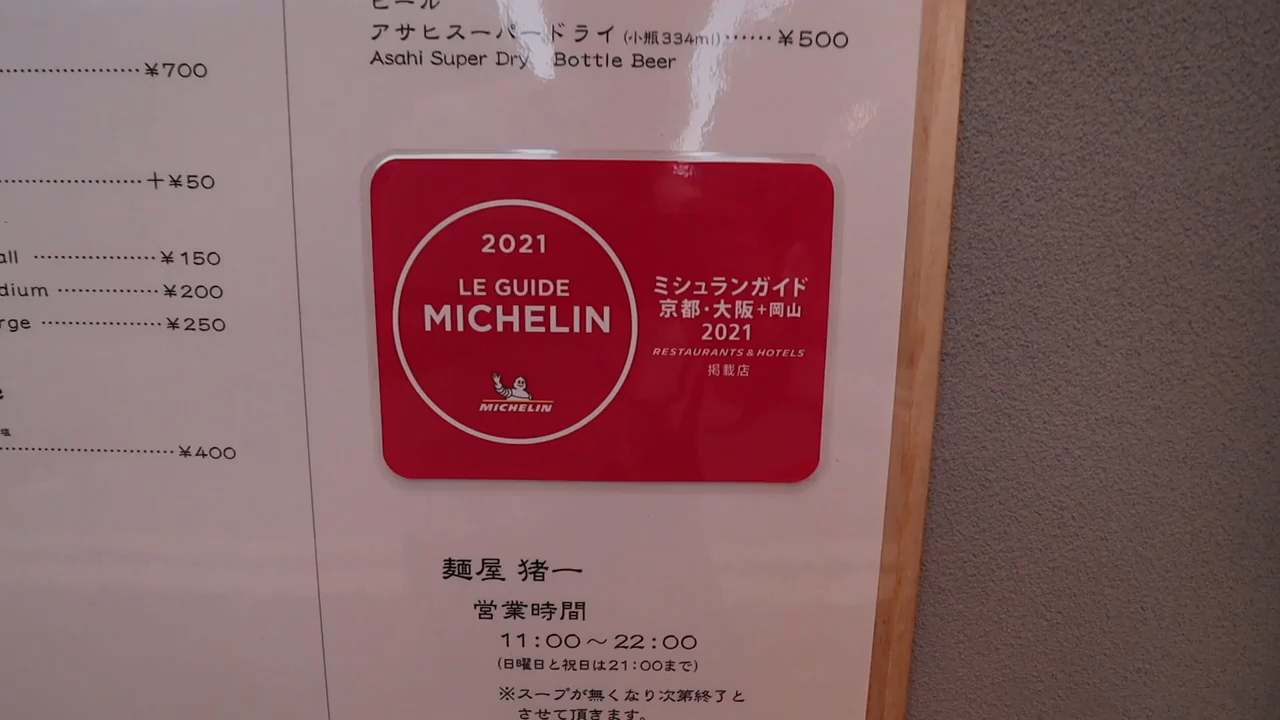 ¥700
+¥50
all ¥150
dium ¥200
rge ¥250
¥400
ビール
アサヒスーパードライ (小瓶334ml) ¥500
Asahi Super Dry Bottle Beer
2021
LE GUIDE
MICHELIN
MICHELIN
ミシュランガイド
京都・大阪+岡山
2021
RESTAURANTS & HOTELS
掲載店
麺屋 猪一
営業時間
11:00～22:00
(日曜日と祝日は21:00まで)
※スープが無くなり次第終了と
させて頂きます。